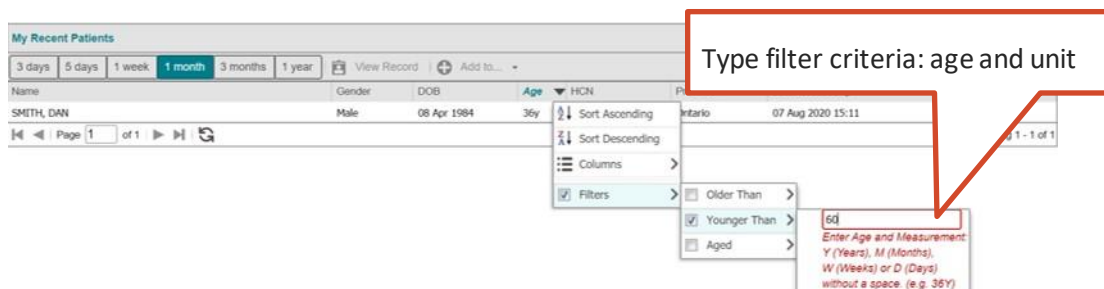 My Recent Patients
3 days 5 days 1 week 1 month 3 months 1 year View Record Add to...
Type filter criteria: age and unit
Name Gender DOB Age HCN
SMITH, DAN Male 08 Apr 1984 36y ntario 07 Aug 2020 15:11
Sort Ascending
Page 1 of 1 1 - 1 of 1
Sort Descending
Columns
Filters
Older Than
Younger Than
60
Aged
Enter Age and Measurement
Y (Years), M (Months),
W (Weeks) or D (Days)
without a space. (e.g. 36Y)